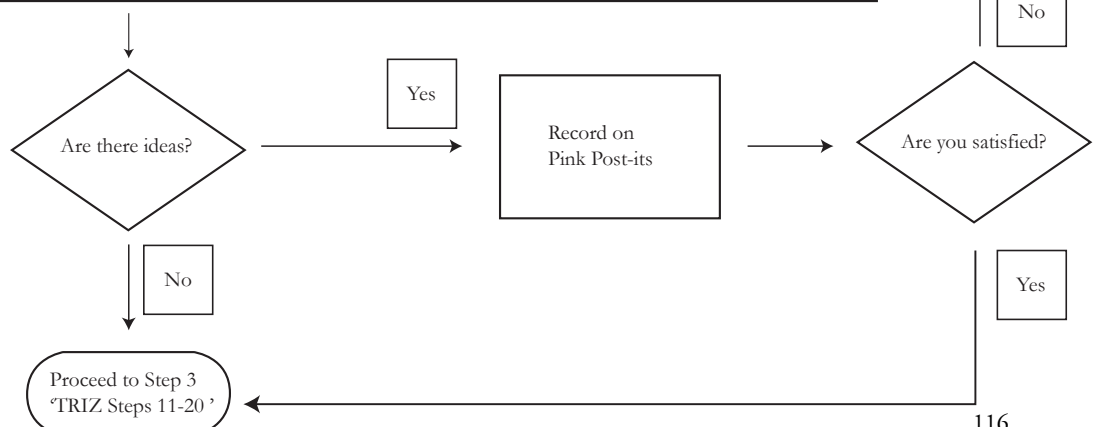 No
Yes
Are there ideas?
Record on
Pink Post-its
Are you satisfied?
No
Yes
Proceed to Step 3
‘TRIZ Steps 11-20 ’
116